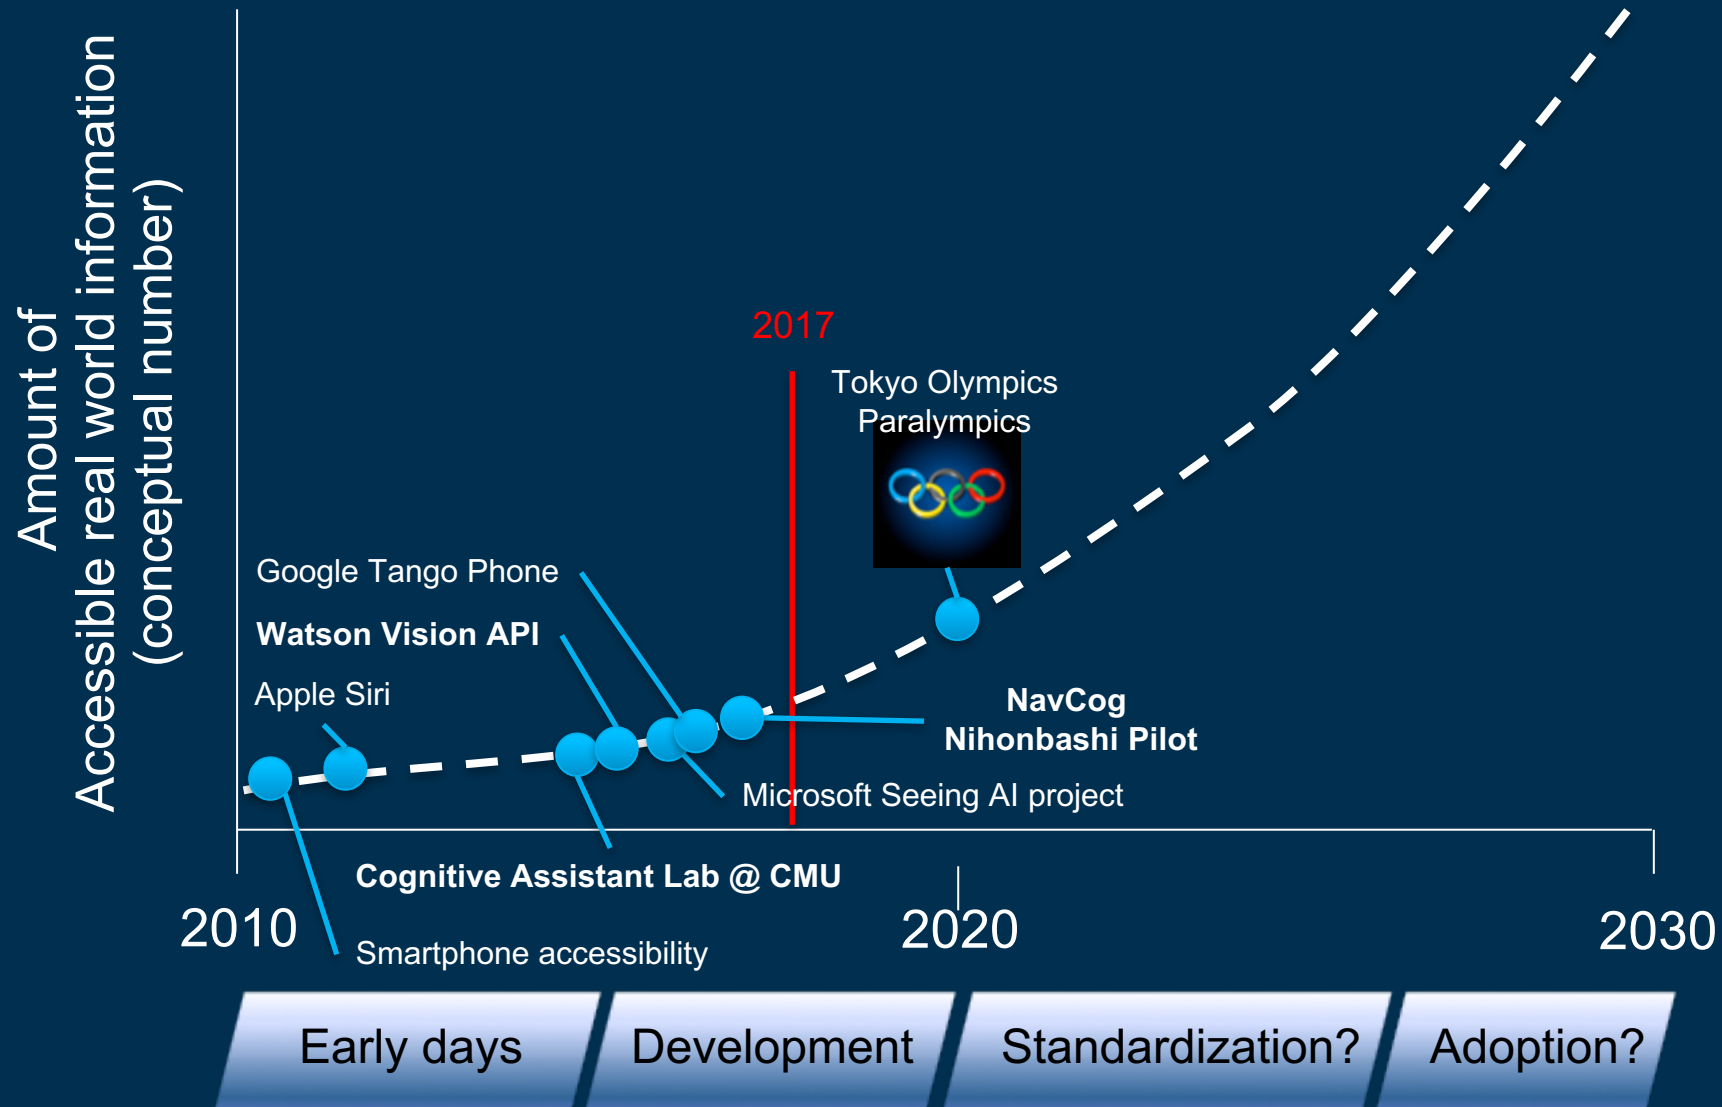 Amount of
Accessible real world information
(conceptual number)
2017
Tokyo Olympics
Paralympics
Google Tango Phone
Watson Vision API
Apple Siri
NavCog
Nihonbashi Pilot
Microsoft Seeing AI project
Cognitive Assistant Lab @ CMU
Smartphone accessibility
2010
2020
2030
Early days
Development
Standardization?
Adoption?